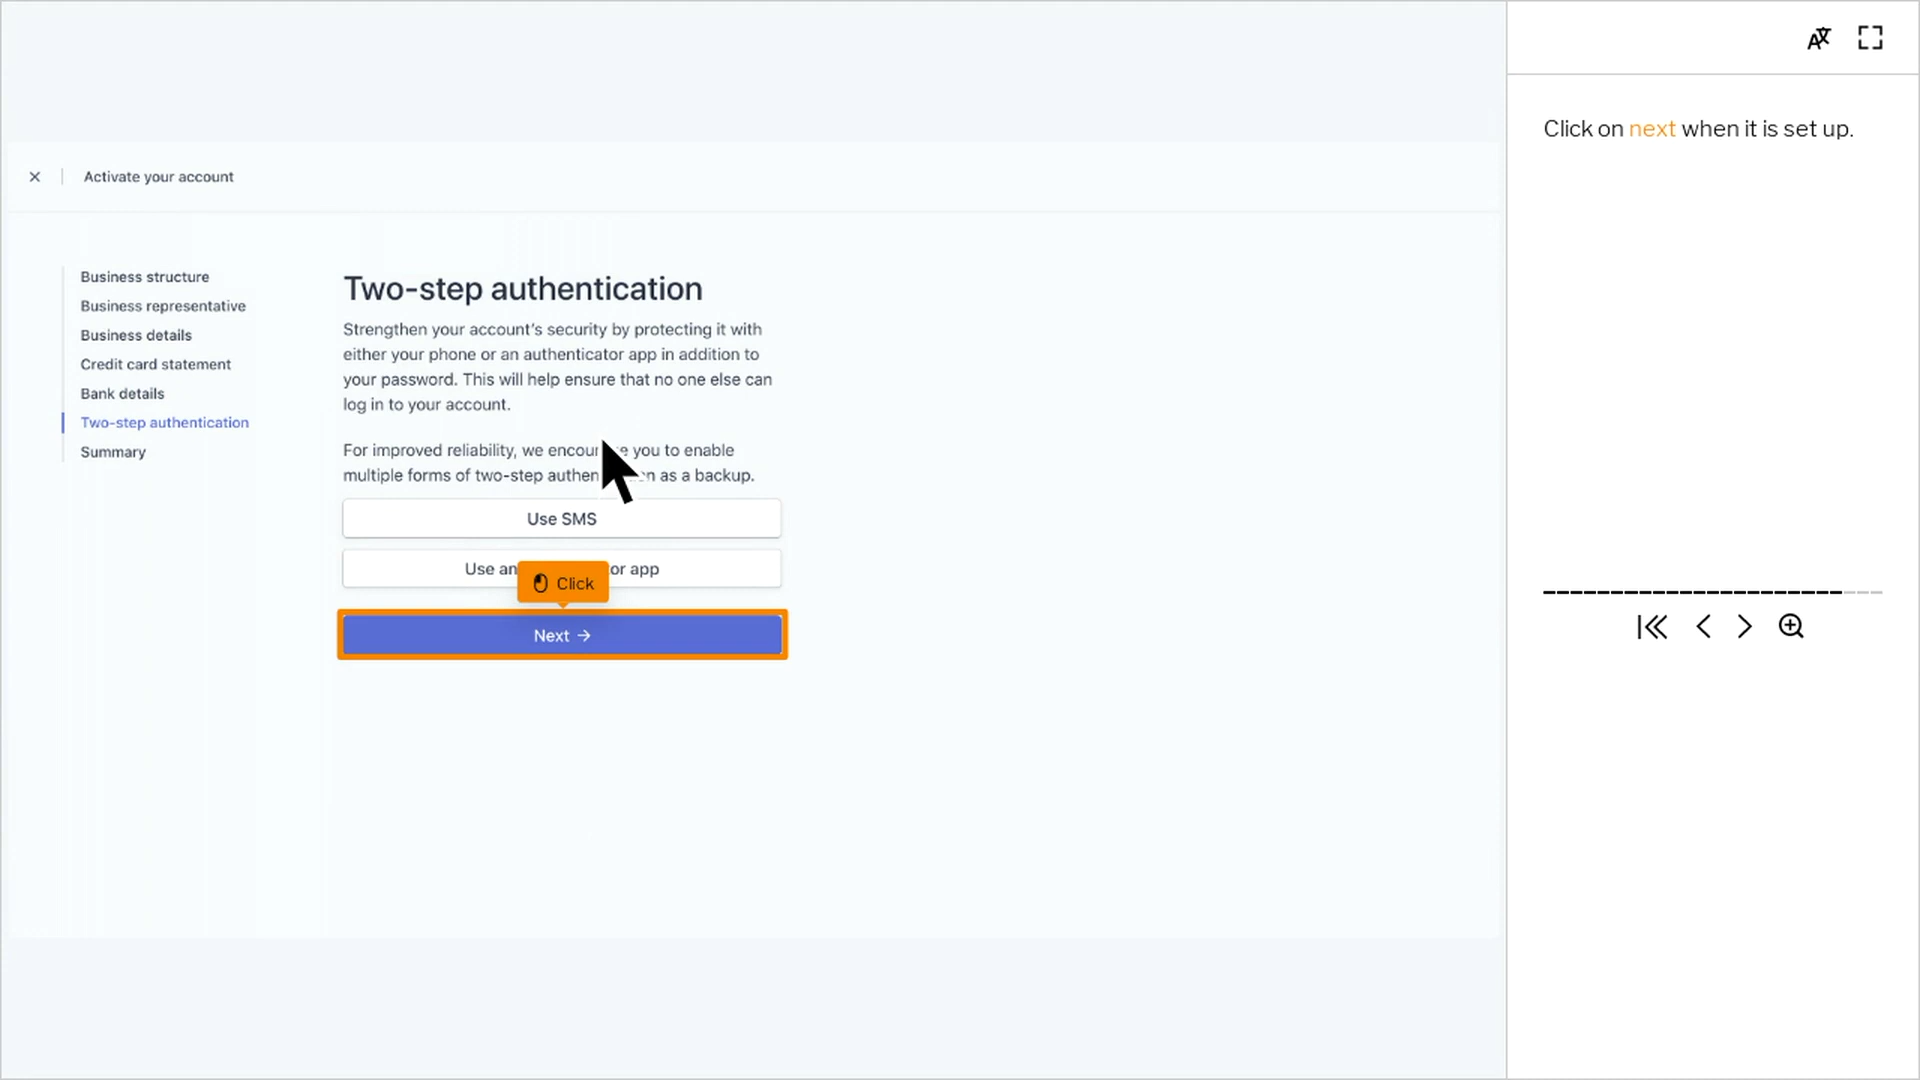 Activate your account
Business structure
Business representative
Business details
Credit card statement
Bank details
Two-step authentication
Summary
Two-step authentication
Strengthen your account's security by protecting it with
either your phone or an authenticator app in addition to
your password. This will help ensure that no one else can
log in to your account.
For improved reliability, we you to enable
multiple forms of two-step as a backup.
Use SMS
Use an app
Click
Next →
Click on next when it is set up.